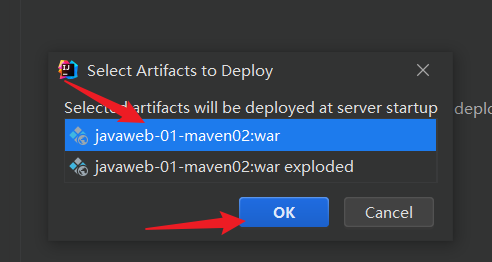 Select Artifacts to Deploy
Selected artifacts will be deployed at server startup
deplo
javaweb-01-maven02:war
javaweb-01-maven02:war exploded
OK
Cancel